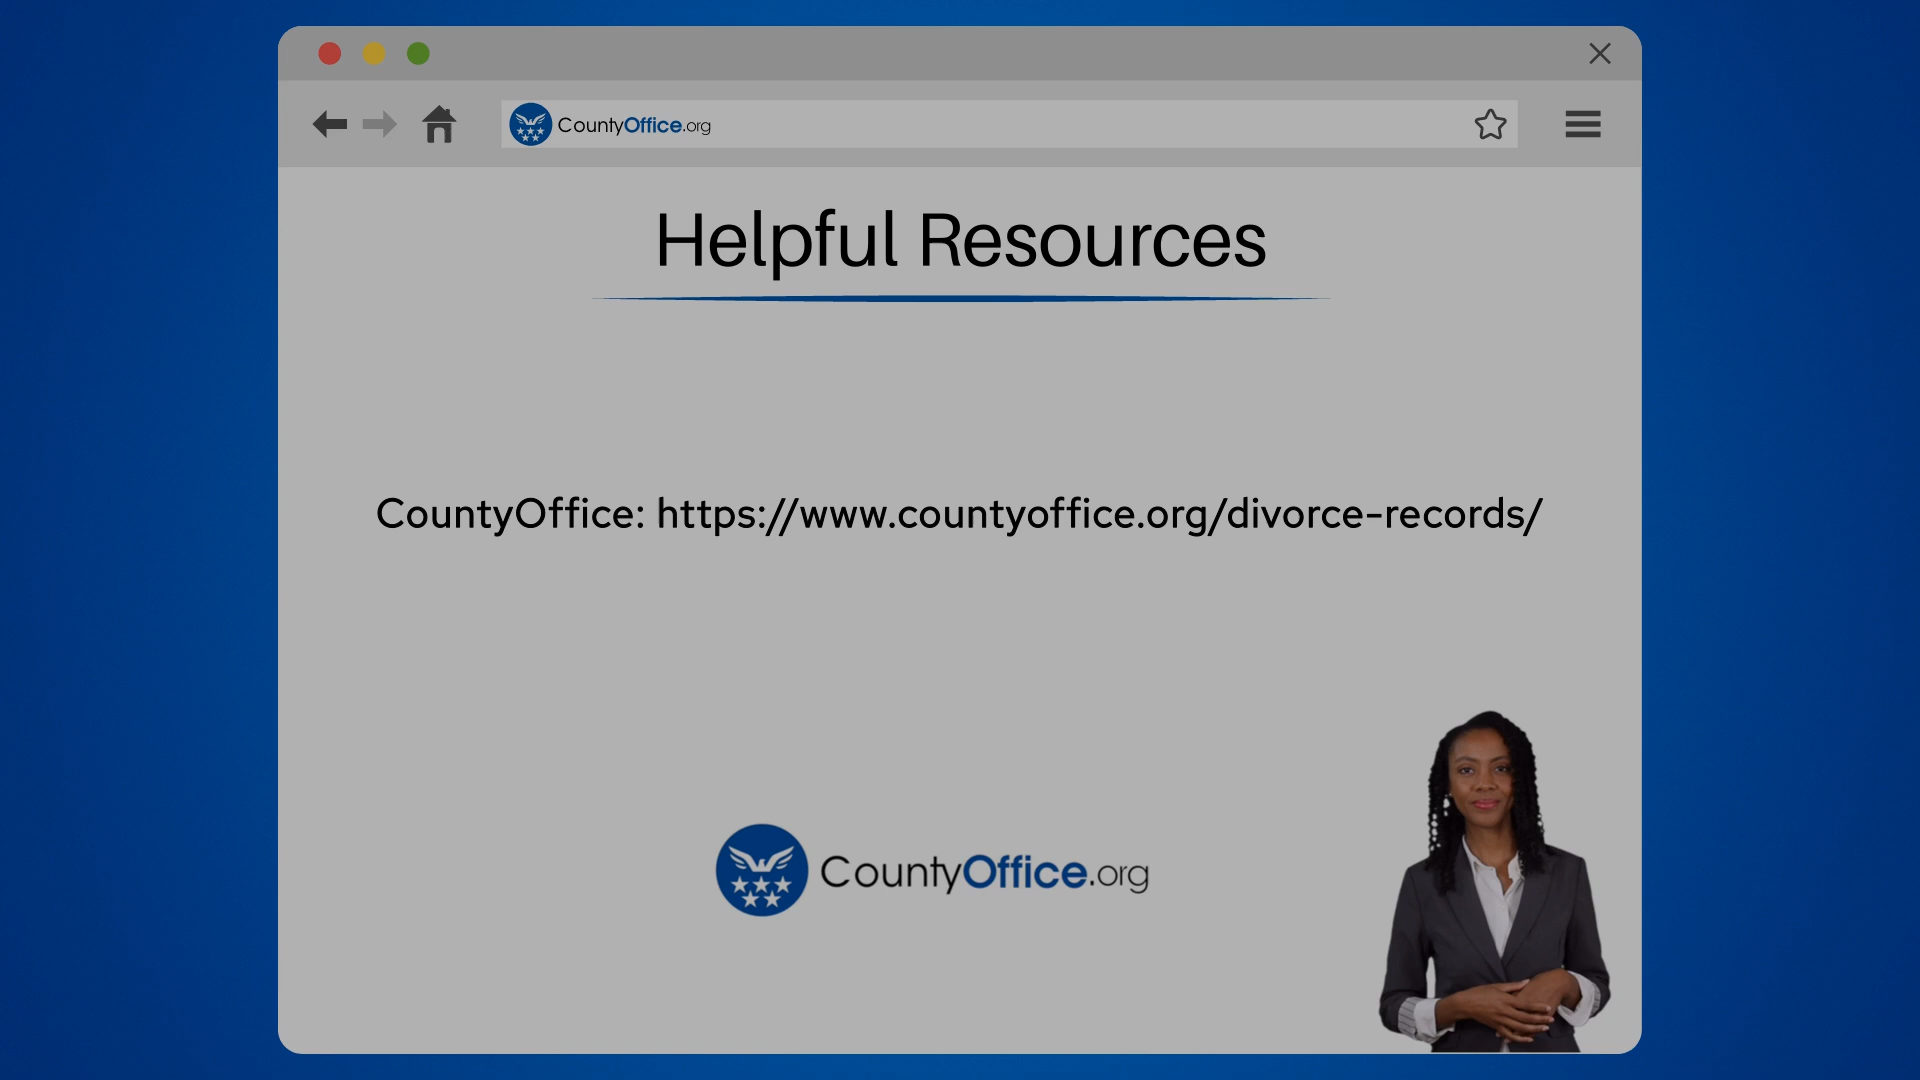 CountyOffice.org
Helpful Resources
CountyOffice: https://www.countyoffice.org/divorce-records/
CountyOffice.org